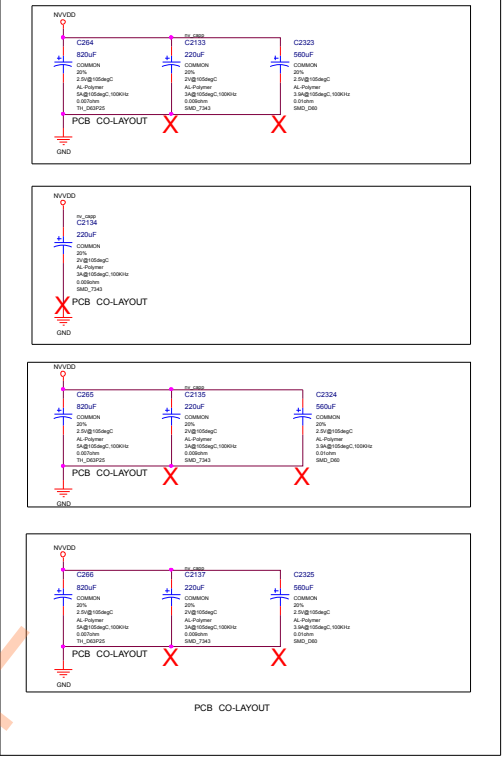 NVVDD
nv_capp
C264 C2133 C2323
820uF 220uF 560uF
+ + +
COMMON COMMON COMMON
20% 20% 20%
2.5V@105degC 2V@105degC 2.5V@105degC
AL-Polymer AL-Polymer AL-Polymer
5A@105degC,100KHz 3A@105degC,100KHz 3.9A@105degC,100KHz
0.007ohm 0.009ohm 0.01ohm
TH_D63P25 SMD_7343 SMD_D60
PCB CO-LAYOUT
GND
NVVDD
nv_capp
C2134
220uF
+
COMMON
20%
2V@105degC
AL-Polymer
3A@105degC,100KHz
0.009ohm
SMD_7343
PCB CO-LAYOUT
GND
NVVDD
nv_capp
C265 C2135 C2324
820uF 220uF 560uF
+ + +
COMMON COMMON COMMON
20% 20% 20%
2.5V@105degC 2V@105degC 2.5V@105degC
AL-Polymer AL-Polymer AL-Polymer
5A@105degC,100KHz 3A@105degC,100KHz 3.9A@105degC,100KHz
0.007ohm 0.009ohm 0.01ohm
TH_D63P25 SMD_7343 SMD_D60
PCB CO-LAYOUT
GND
NVVDD
nv_capp
C266 C2137 C2325
820uF 220uF 560uF
+ + +
COMMON COMMON COMMON
20% 20% 20%
2.5V@105degC 2V@105degC 2.5V@105degC
AL-Polymer AL-Polymer AL-Polymer
5A@105degC,100KHz 3A@105degC,100KHz 3.9A@105degC,100KHz
0.007ohm 0.009ohm 0.01ohm
TH_D63P25 SMD_7343 SMD_D60
PCB CO-LAYOUT
GND
PCB CO-LAYOUT